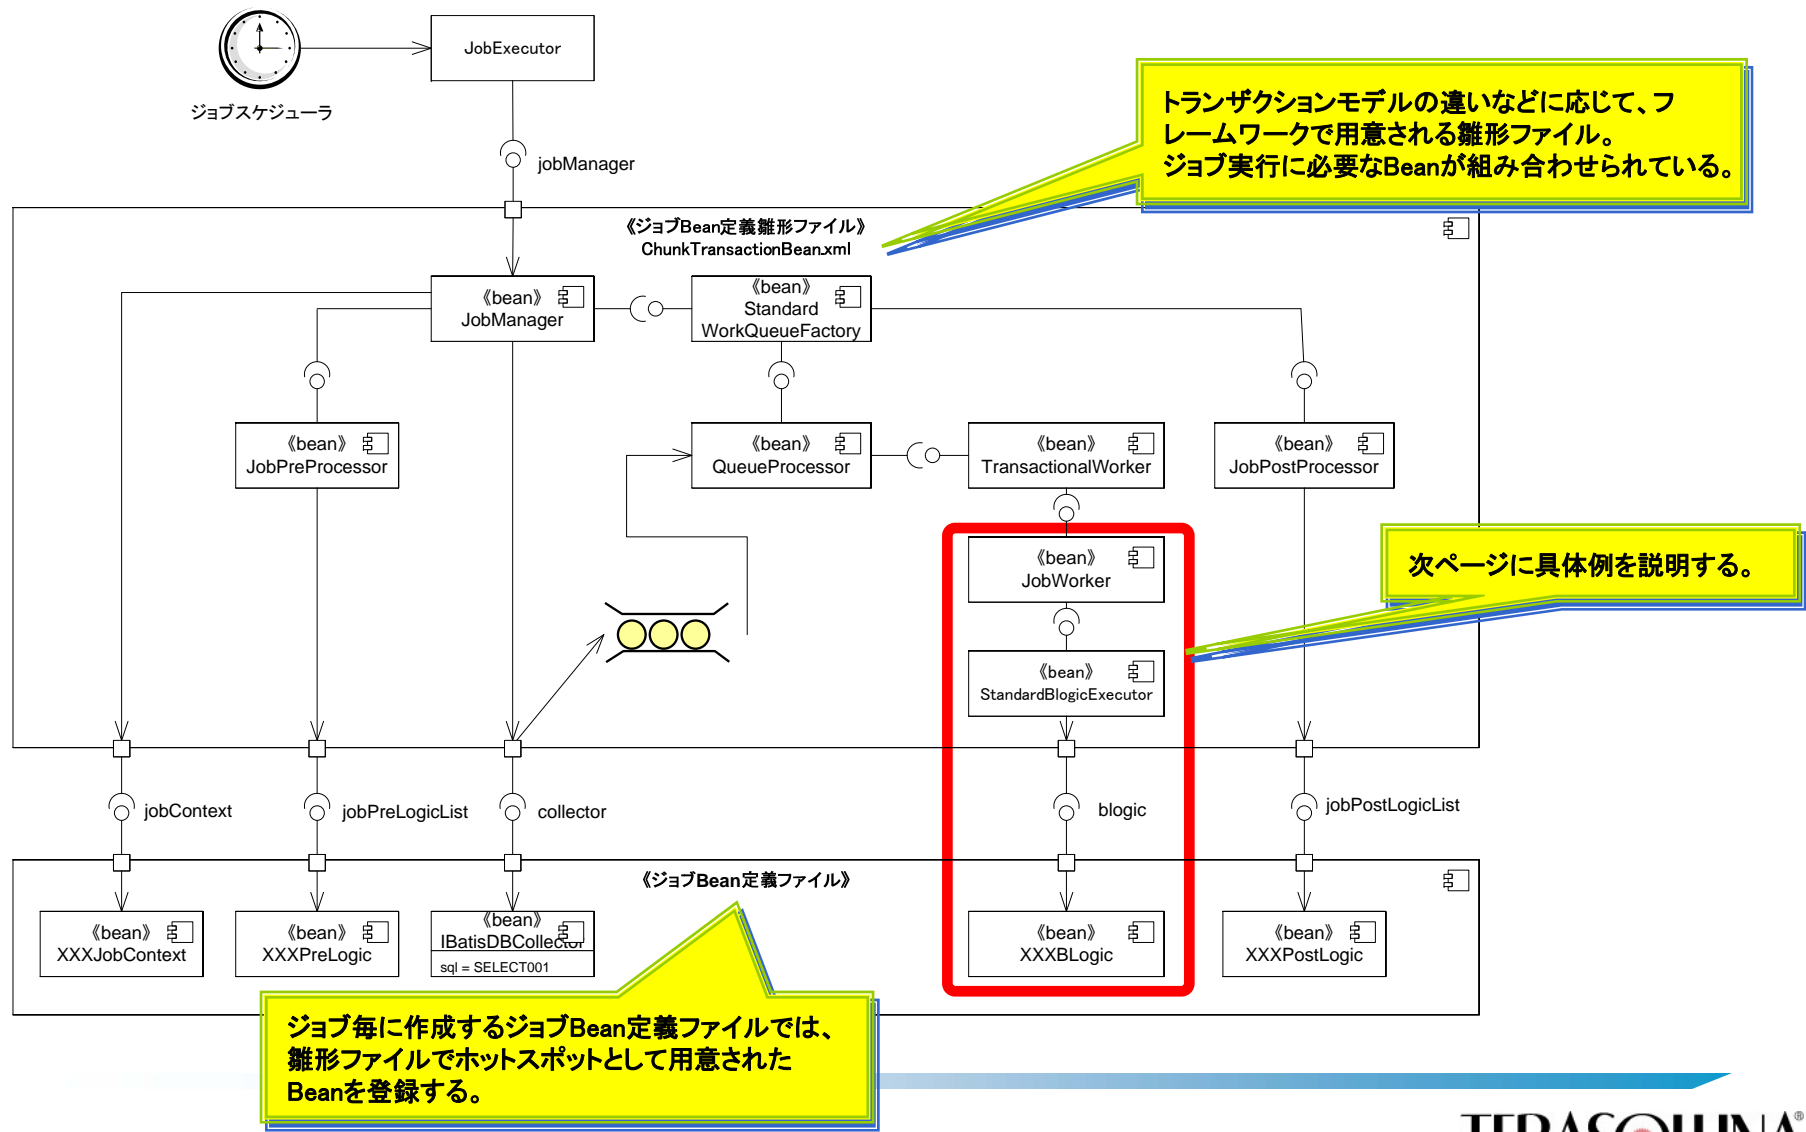 JobExecutor
ジョブスケジューラ
jobManager
トランザクションモデルの違いなどに応じて、フ
レームワークで用意される雛形ファイル。
ジョブ実行に必要なBeanが組み合わせられている。
《ジョブBean定義雛形ファイル》
ChunkTransactionBean.xml
《bean》
JobManager
《bean》
Standard
WorkQueueFactory
《bean》
JobPreProcessor
《bean》
QueueProcessor
《bean》
TransactionalWorker
《bean》
JobPostProcessor
《bean》
JobWorker
次ページに具体例を説明する。
《bean》
StandardBlogicExecutor
jobContext
jobPreLogicList
collector
blogic
jobPostLogicList
《ジョブBean定義ファイル》
《bean》
XXXJobContext
《bean》
XXXPreLogic
《bean》
IBatisDBCollector
sql = SELECT001
《bean》
XXXBLogic
《bean》
XXXPostLogic
ジョブ毎に作成するジョブBean定義ファイルでは、
雛形ファイルでホットスポットとして用意された
Beanを登録する。
TERASOLUNA®